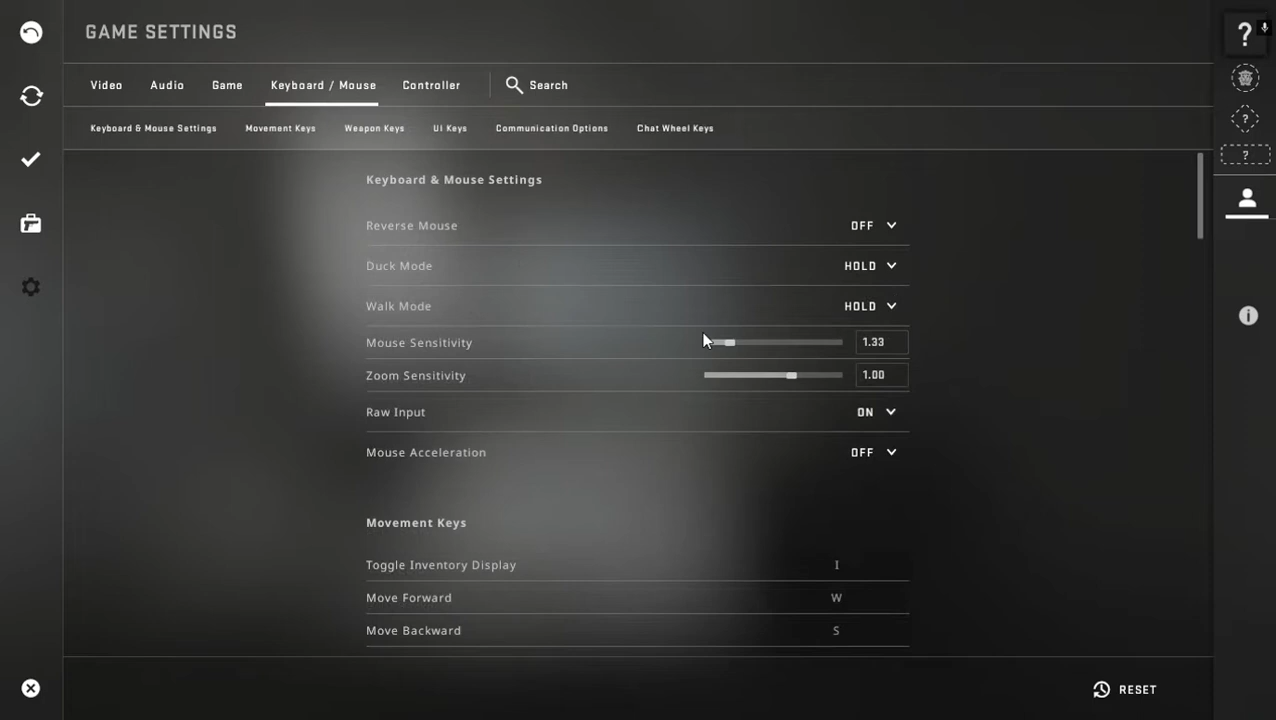 GAME SETTINGS
Video Audio Game Keyboard / Mouse Controller Search
Keyboard & Mouse Settings Movement Keys Weapon Keys UI Keys Communication Options Chat Wheel Keys
Keyboard & Mouse Settings
Reverse Mouse OFF
Duck Mode HOLD
Walk Mode HOLD
Mouse Sensitivity 1.33
Zoom Sensitivity 1.00
Raw Input ON
Mouse Acceleration OFF
Movement Keys
Toggle Inventory Display I
Move Forward W
Move Backward S
RESET
?
?
?